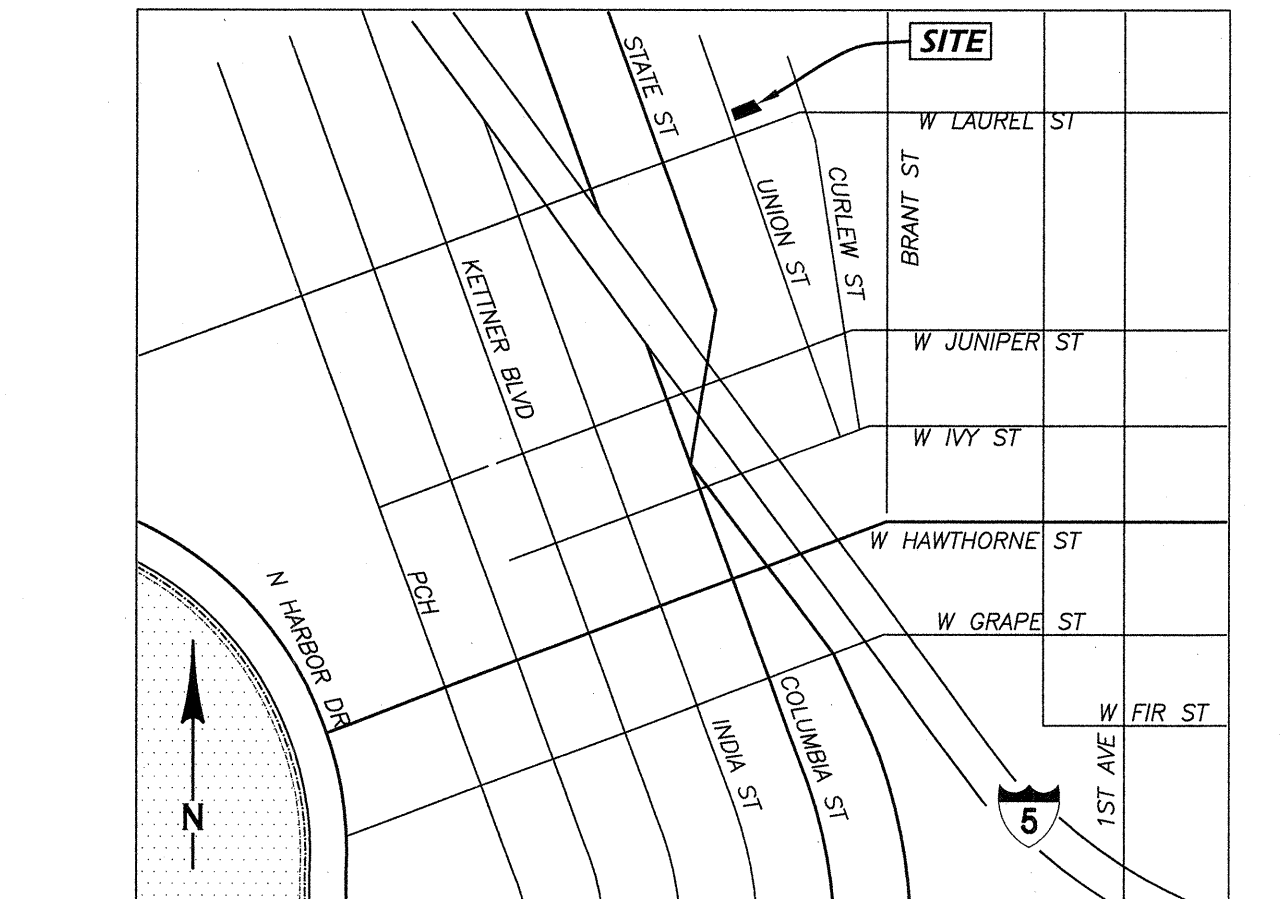 SITE
STATE ST
W LAUREL ST
BRANT ST
CURLEW ST
UNION ST
KETTNER BLVD
W JUNIPER ST
W IVY ST
W HAWTHORNE ST
PCH
N HARBOR DR
W GRAPE ST
COLUMBIA ST
INDIA ST
W FIR ST
1ST AVE
5
N